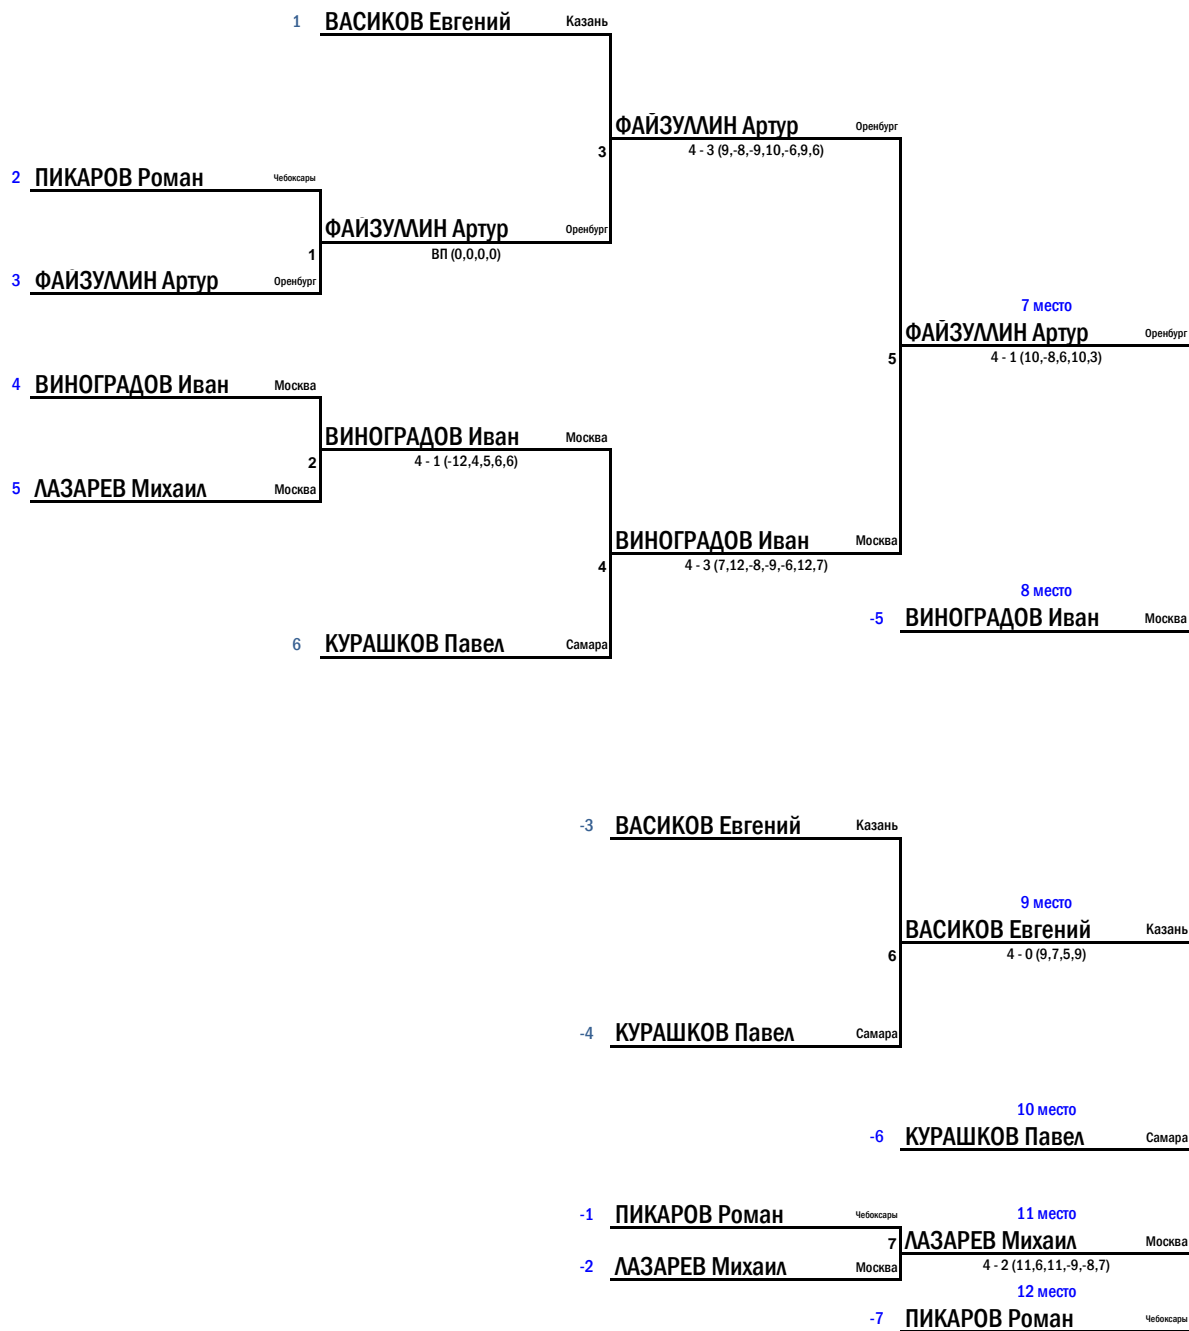 1 ВАСИКОВ Евгений Казань
ФАЙЗУЛЛИН Артур Оренбург
3 4 - 3 (9,-8,-9,10,-6,9,6)
2 ПИКАРОВ Роман Чебоксары
ФАЙЗУЛЛИН Артур Оренбург
1 ВП (0,0,0,0)
3 ФАЙЗУЛЛИН Артур Оренбург
7 место
ФАЙЗУЛЛИН Артур Оренбург
5 4 - 1 (10,-8,6,10,3)
4 ВИНОГРАДОВ Иван Москва
ВИНОГРАДОВ Иван Москва
2 4 - 1 (-12,4,5,6,6)
5 ЛАЗАРЕВ Михаил Москва
ВИНОГРАДОВ Иван Москва
4 4 - 3 (7,12,-8,-9,-6,12,7)
8 место
-5 ВИНОГРАДОВ Иван Москва
6 КУРАШКОВ Павел Самара
-3 ВАСИКОВ Евгений Казань
9 место
ВАСИКОВ Евгений Казань
6 4 - 0 (9,7,5,9)
-4 КУРАШКОВ Павел Самара
10 место
-6 КУРАШКОВ Павел Самара
-1 ПИКАРОВ Роман Чебоксары 11 место
7 ЛАЗАРЕВ Михаил Москва
-2 ЛАЗАРЕВ Михаил Москва 4 - 2 (11,6,11,-9,-8,7)
12 место
-7 ПИКАРОВ Роман Чебоксары